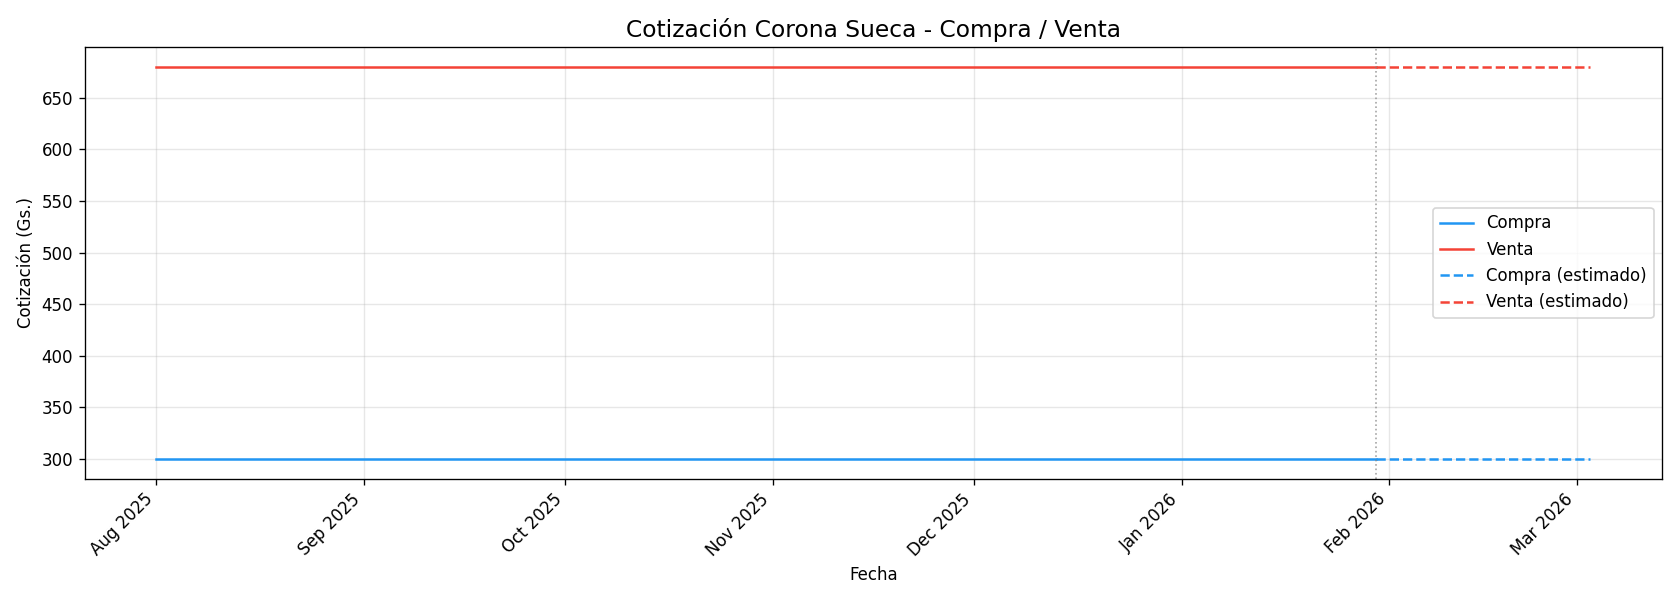 Cotización Corona Sueca - Compra / Venta
Cotización (Gs.)
650
600
550
500
450
400
350
300
Compra
Venta
Compra (estimado)
Venta (estimado)
Aug 2025
Sep 2025
Oct 2025
Nov 2025
Dec 2025
Jan 2026
Feb 2026
Mar 2026
Fecha